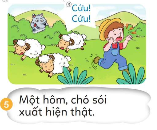 Cứu!
Cứu!
5 Một hôm, chó sói
xuất hiện thật.